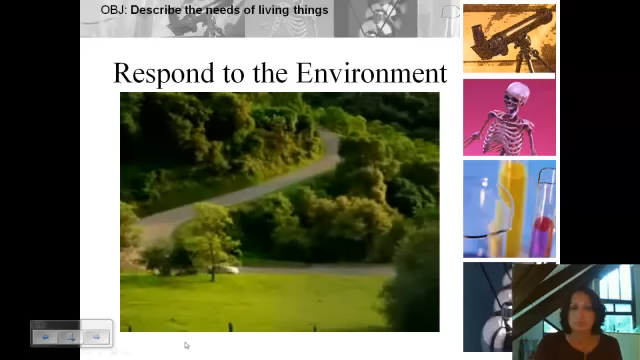 OBJ: Describe the needs of living things
Respond to the Environment